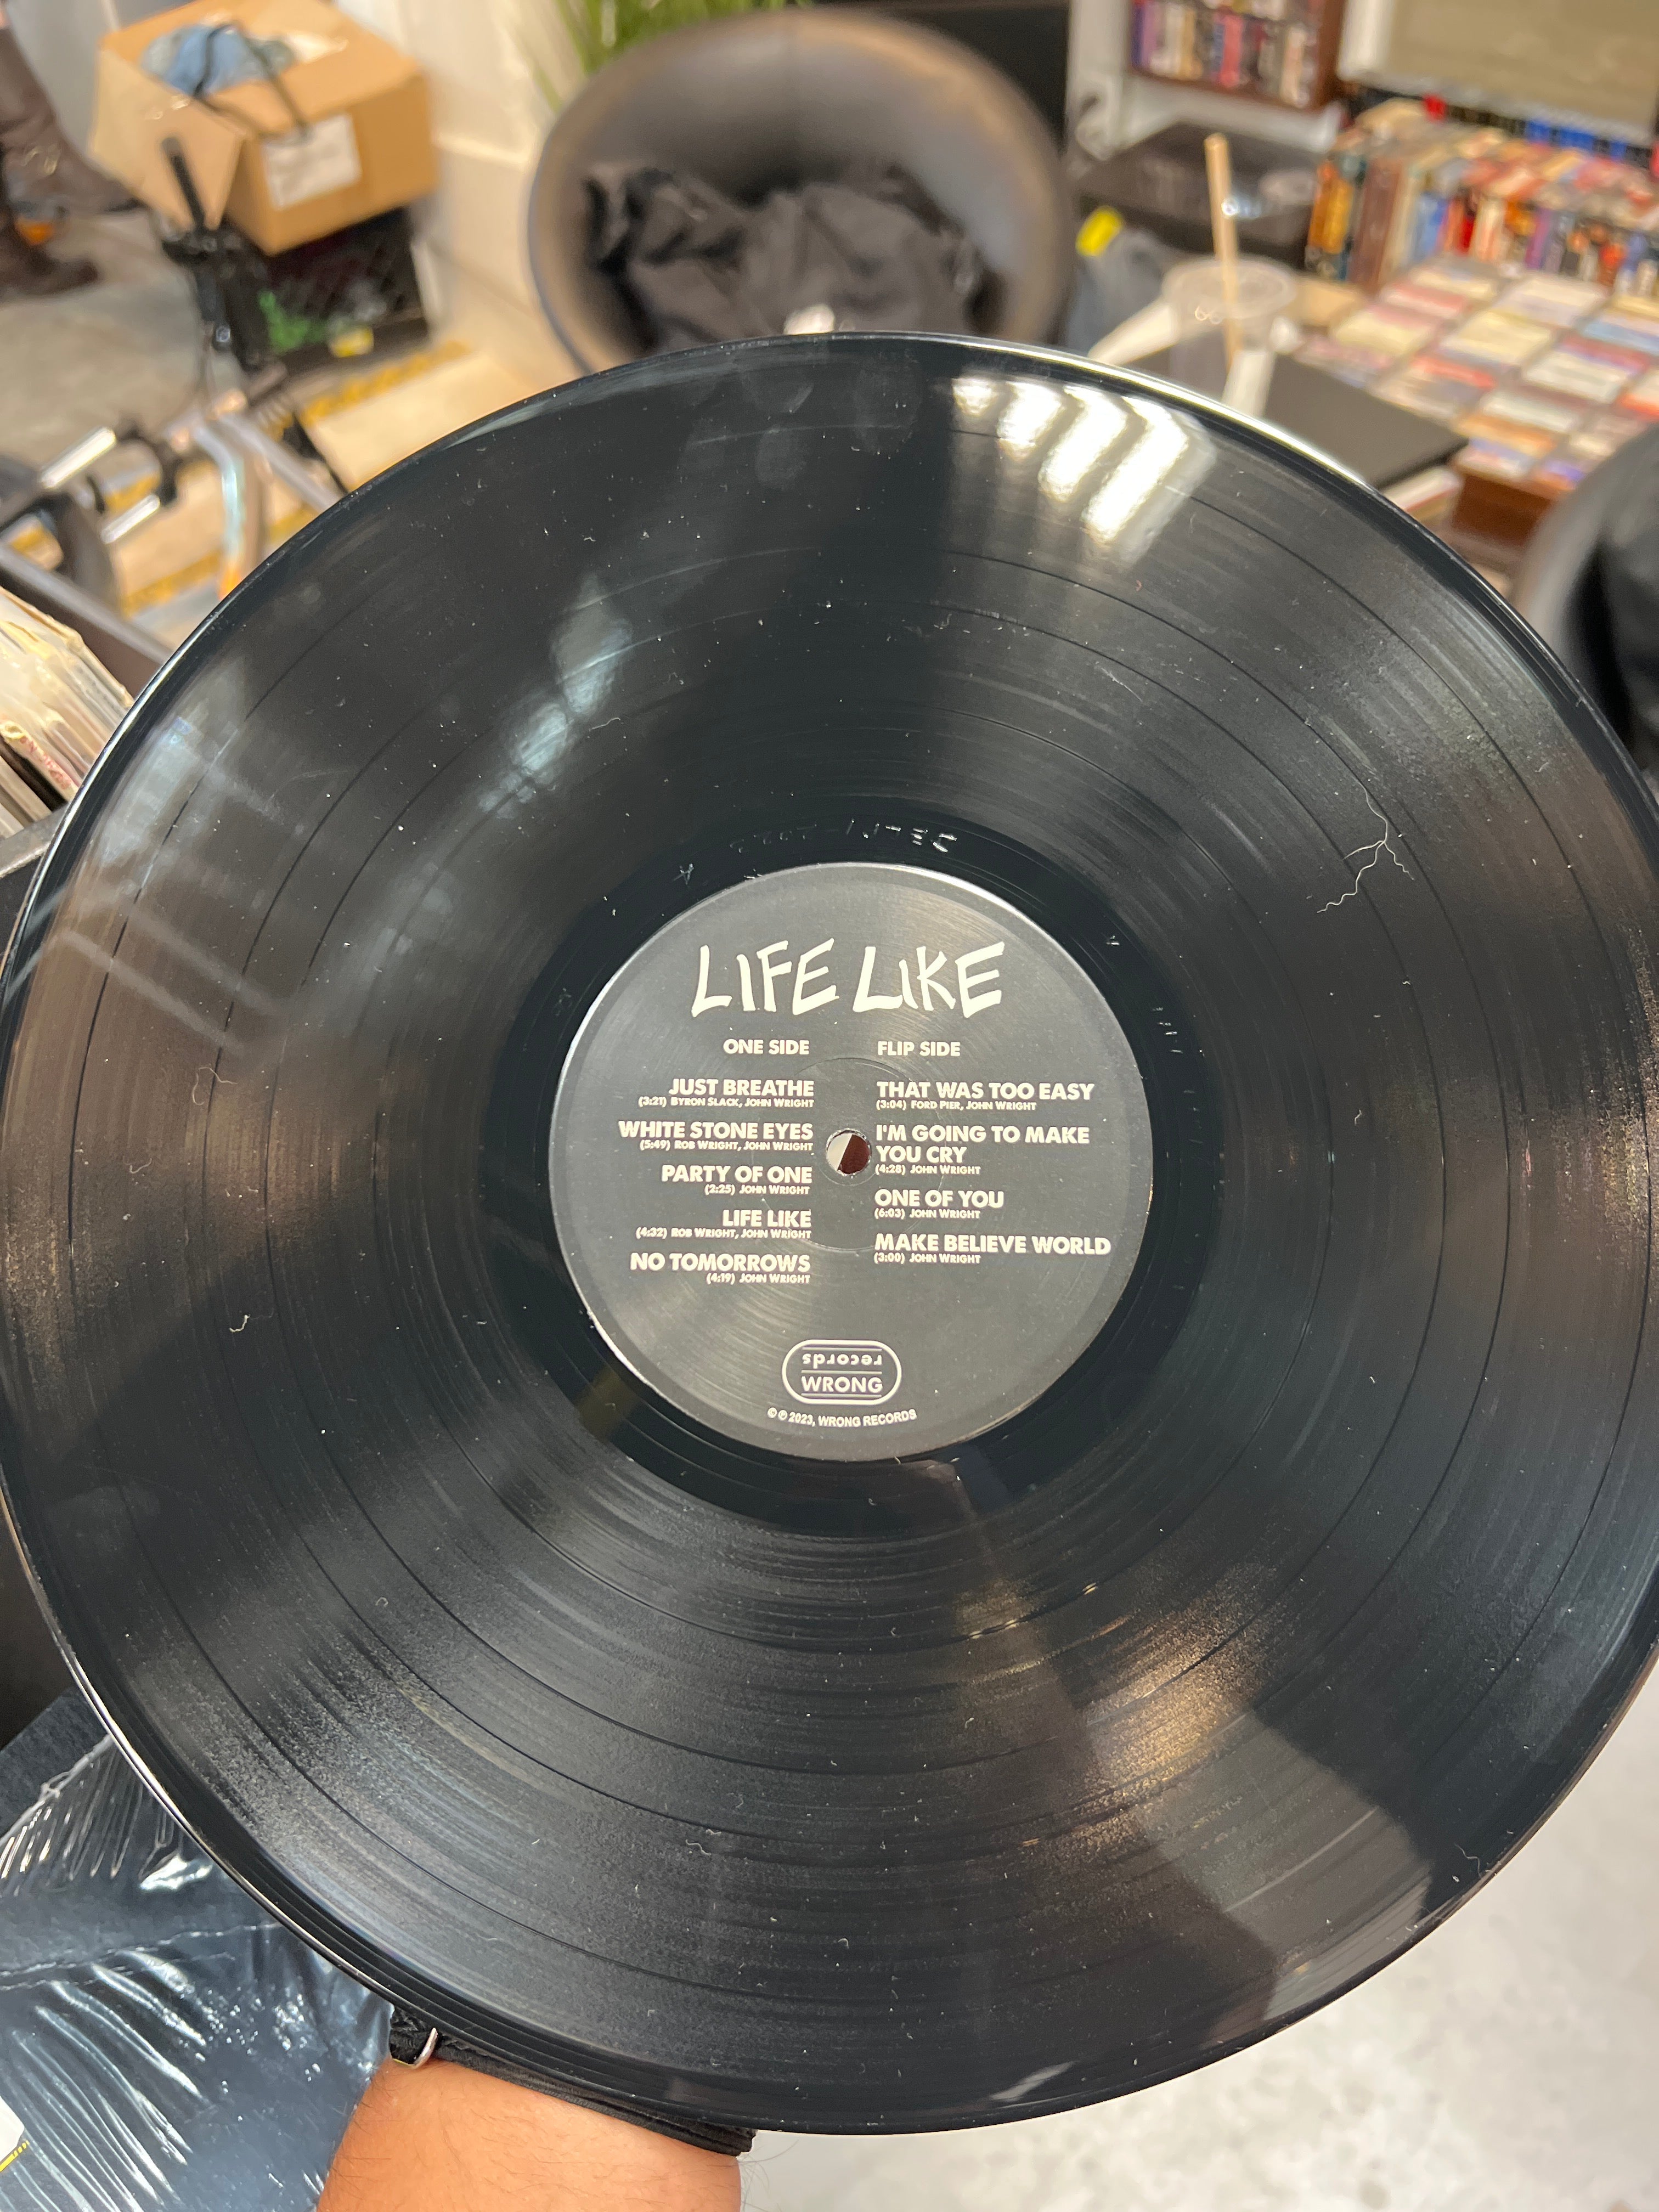 LIFE LIKE
ONE SIDE
JUST BREATHE
(3:21) BYRON SLACK, JOHN WRIGHT
WHITE STONE EYES
(5:49) ROB WRIGHT, JOHN WRIGHT
PARTY OF ONE
(2:25) JOHN WRIGHT
LIFE LIKE
(4:32) ROB WRIGHT, JOHN WRIGHT
NO TOMORROWS
(4:19) JOHN WRIGHT
FLIP SIDE
THAT WAS TOO EASY
(3:04) FORD PIER, JOHN WRIGHT
I'M GOING TO MAKE
YOU CRY
(4:28) JOHN WRIGHT
ONE OF YOU
(6:03) JOHN WRIGHT
MAKE BELIEVE WORLD
(3:00) JOHN WRIGHT
records
WRONG
©℗ 2023, WRONG RECORDS